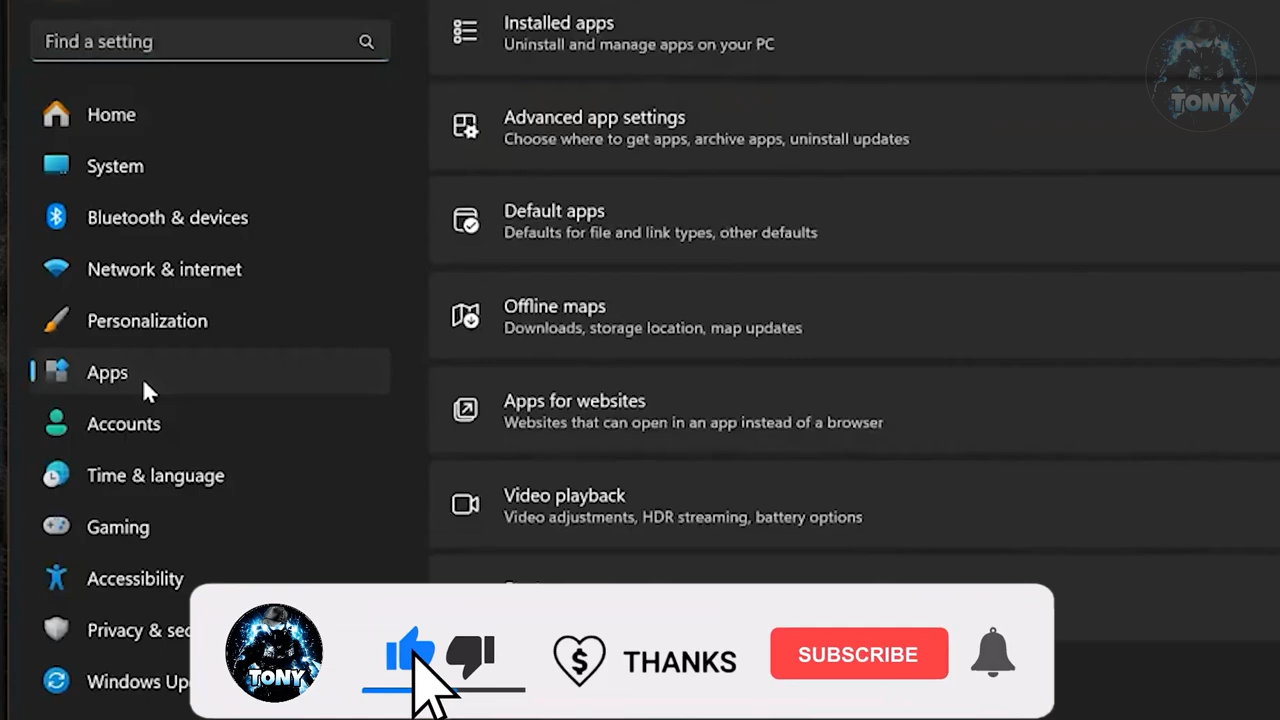 Find a setting
Home
System
Bluetooth & devices
Network & internet
Personalization
Apps
Accounts
Time & language
Gaming
Accessibility
Privacy & sec
Windows Up
Installed apps
Uninstall and manage apps on your PC
Advanced app settings
Choose where to get apps, archive apps, uninstall updates
Default apps
Defaults for file and link types, other defaults
Offline maps
Downloads, storage location, map updates
Apps for websites
Websites that can open in an app instead of a browser
Video playback
Video adjustments, HDR streaming, battery options
TONY
TONY
$
THANKS
SUBSCRIBE